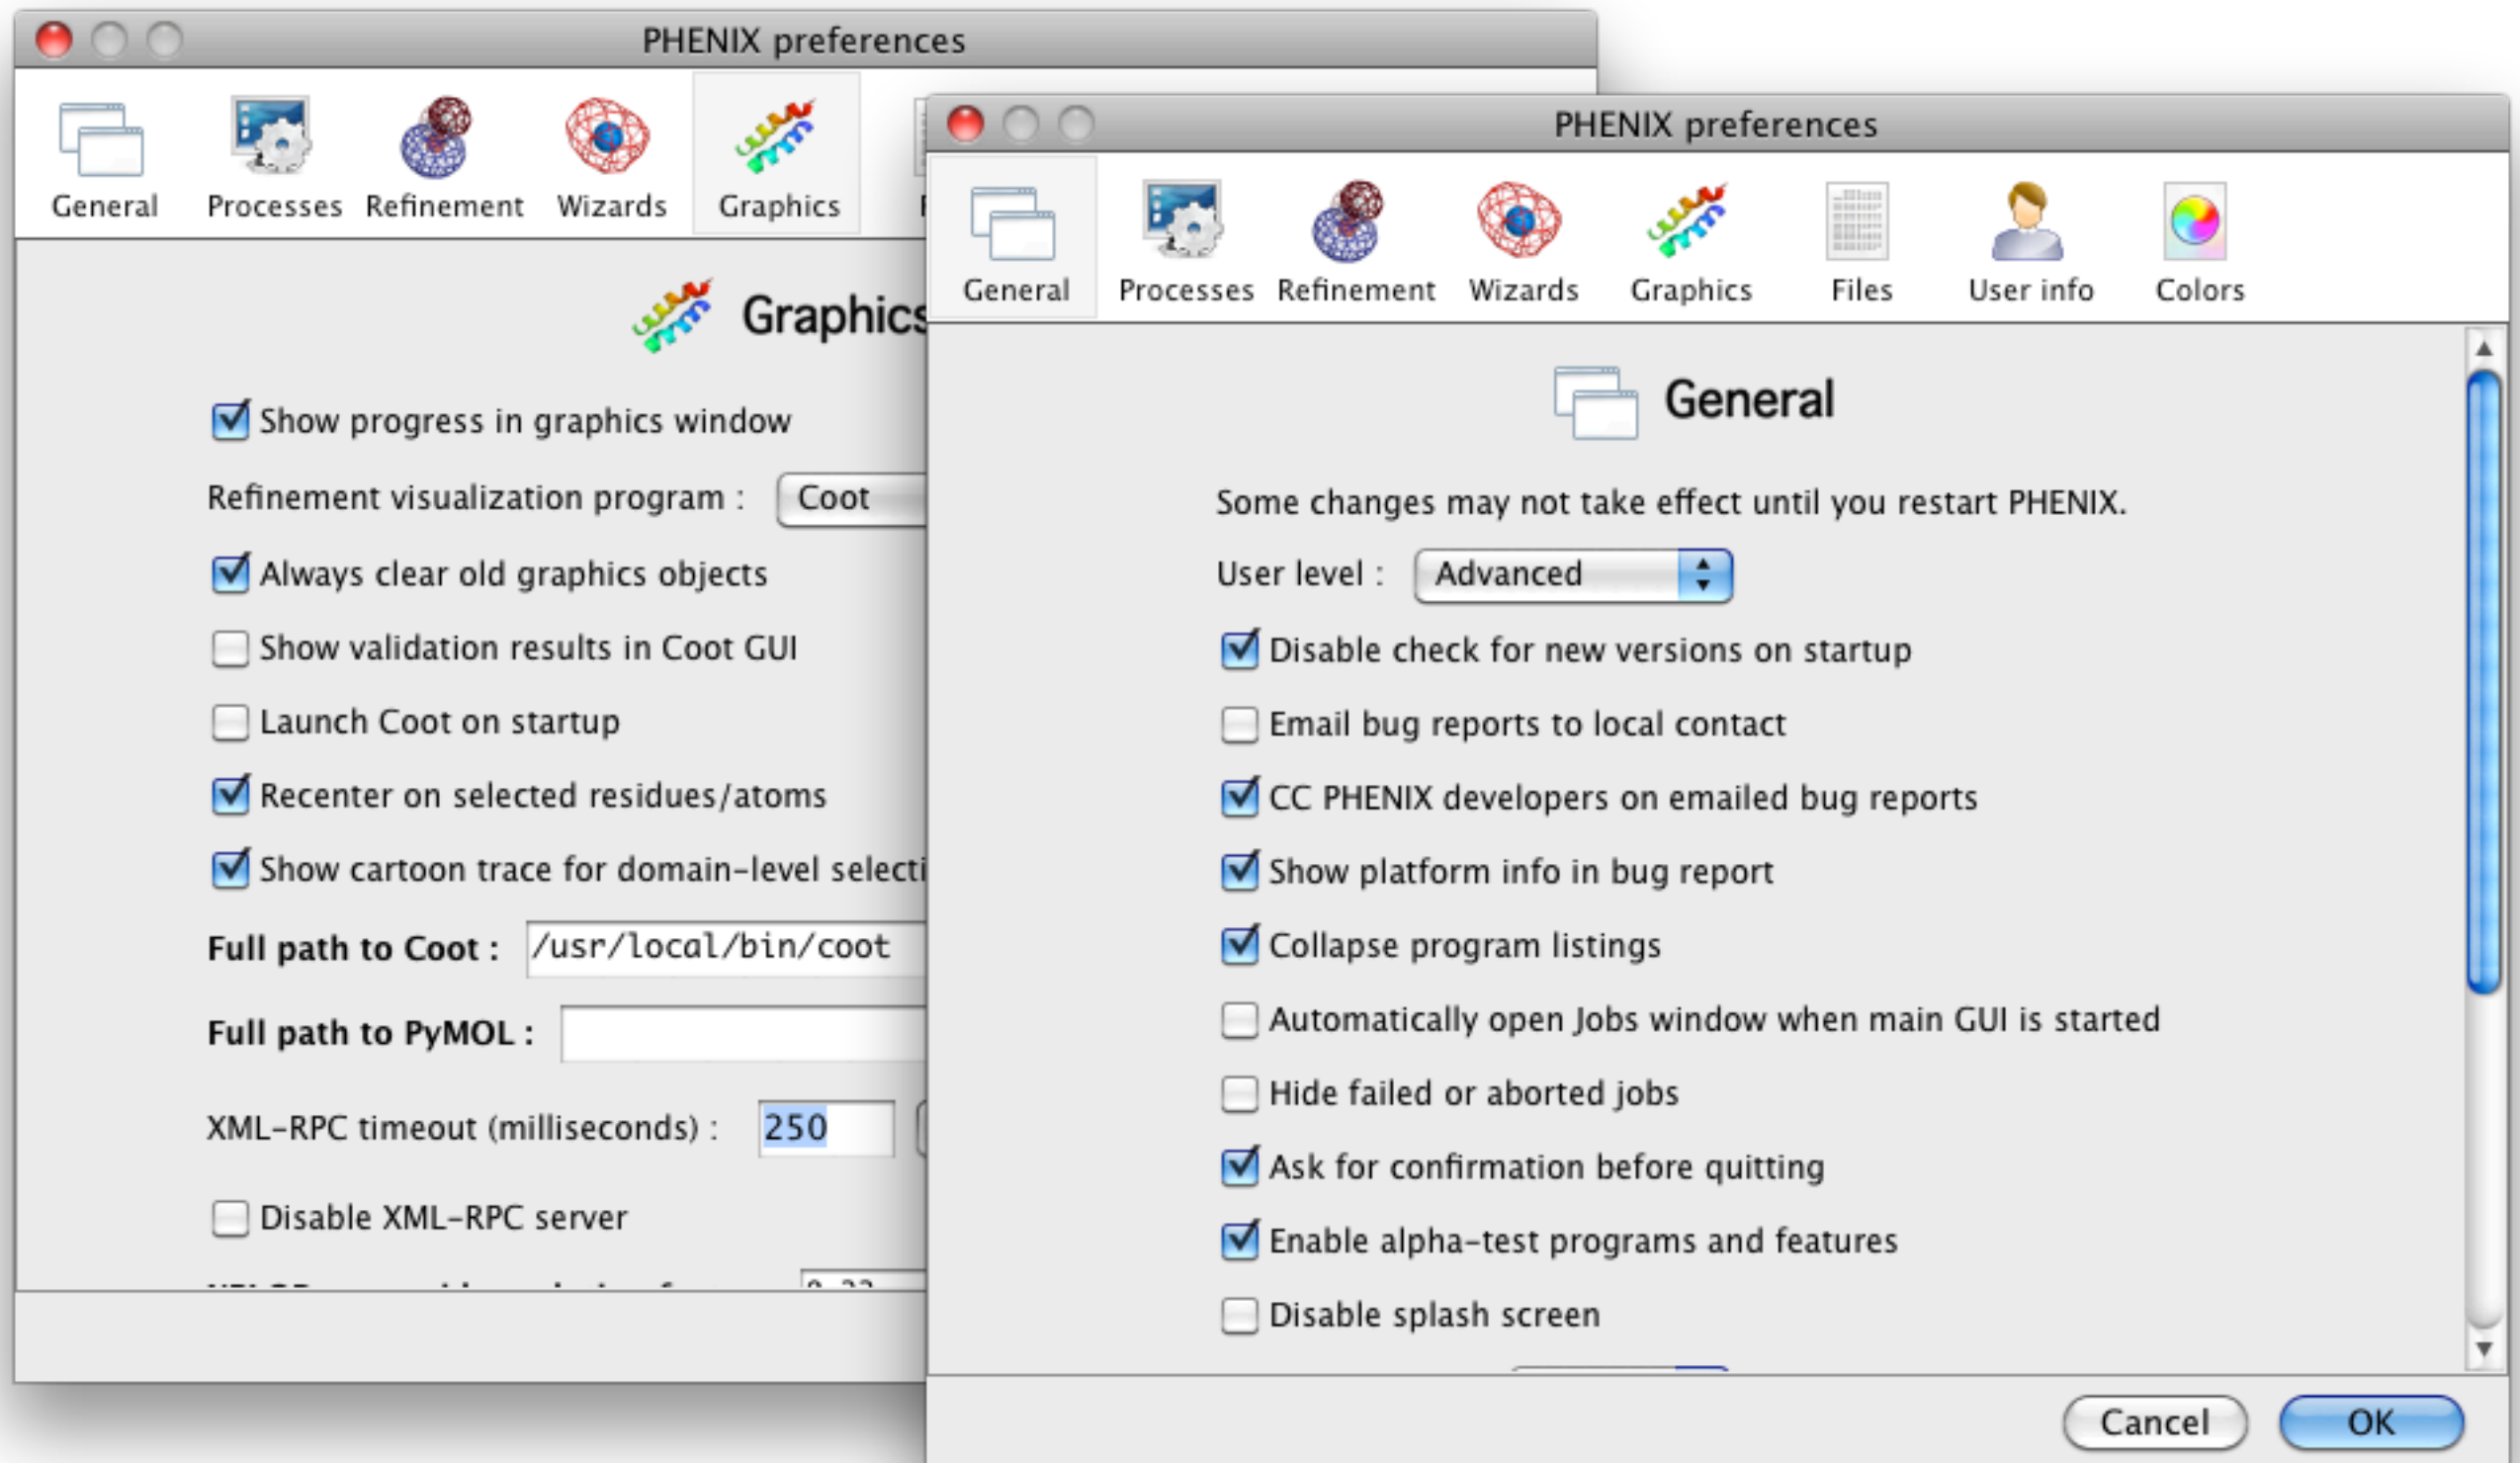 PHENIX preferences
General Processes Refinement Wizards Graphics
Graphics
Show progress in graphics window
Refinement visualization program : Coot
Always clear old graphics objects
Show validation results in Coot GUI
Launch Coot on startup
Recenter on selected residues/atoms
Show cartoon trace for domain-level selecti
Full path to Coot : /usr/local/bin/coot
Full path to PyMOL :
XML-RPC timeout (milliseconds) : 250
Disable XML-RPC server
PHENIX preferences
General Processes Refinement Wizards Graphics Files User info Colors
General
Some changes may not take effect until you restart PHENIX.
User level : Advanced
Disable check for new versions on startup
Email bug reports to local contact
CC PHENIX developers on emailed bug reports
Show platform info in bug report
Collapse program listings
Automatically open Jobs window when main GUI is started
Hide failed or aborted jobs
Ask for confirmation before quitting
Enable alpha-test programs and features
Disable splash screen
Cancel OK